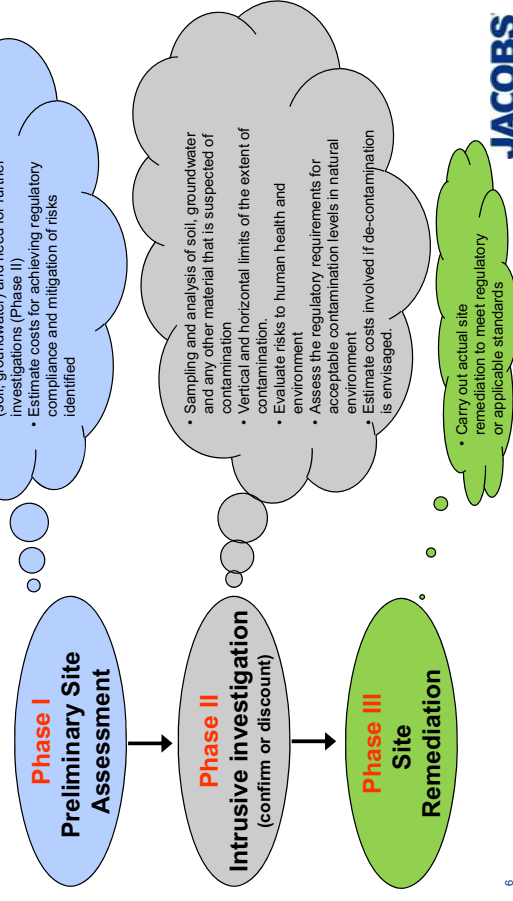 (soil, groundwater) and need for further
investigations (Phase II)
• Estimate costs for achieving regulatory
compliance and mitigation of risks
identified
Phase I
Preliminary Site
Assessment
• Sampling and analysis of soil, groundwater
and any other material that is suspected of
contamination
• Vertical and horizontal limits of the extent of
contamination.
• Evaluate risks to human health and
environment
• Assess the regulatory requirements for
acceptable contamination levels in natural
environment
• Estimate costs involved if de-contamination
is envisaged.
Phase II
Intrusive investigation
(confirm or discount)
• Carry out actual site
remediation to meet regulatory
or applicable standards
Phase III
Site
Remediation
6
JACOBS